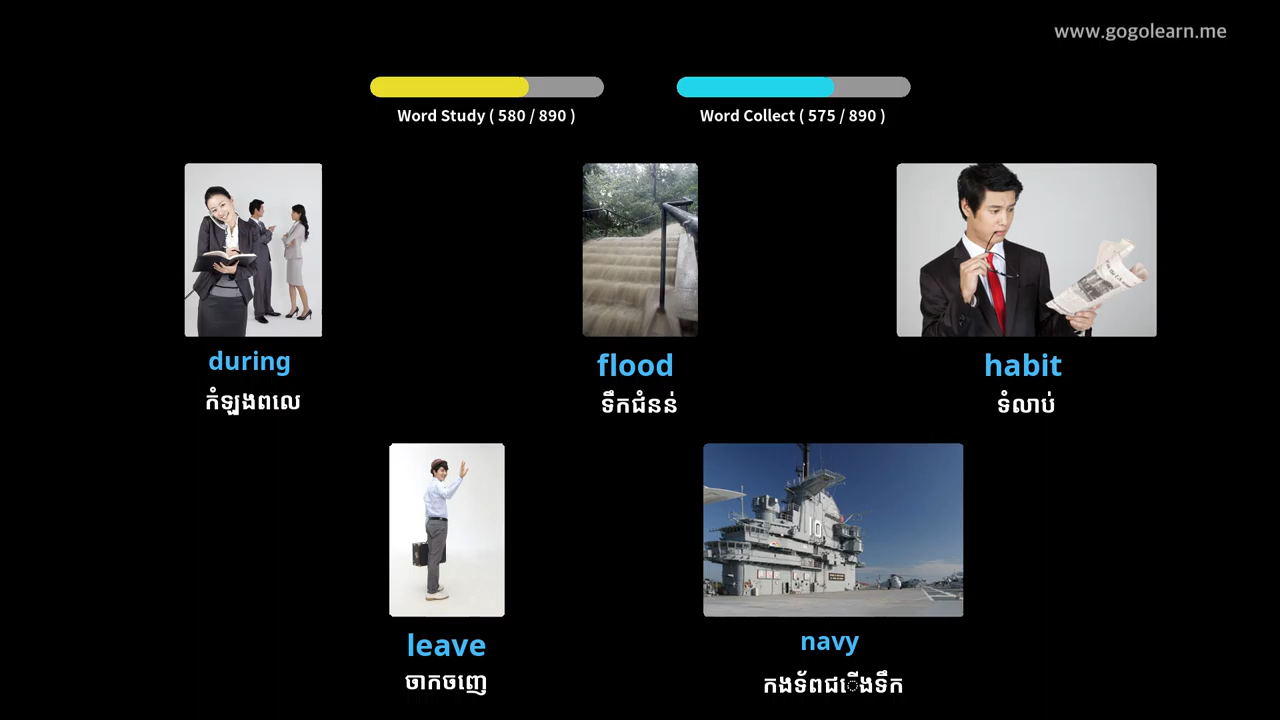 www.gogolearn.me
Word Study ( 580 / 890 )
Word Collect ( 575 / 890 )
during
កំឡុងពេល
flood
ទឹកជំនន់
habit
ទំលាប់
leave
ចាកចេញ
navy
កងទ័ពជើងទឹក